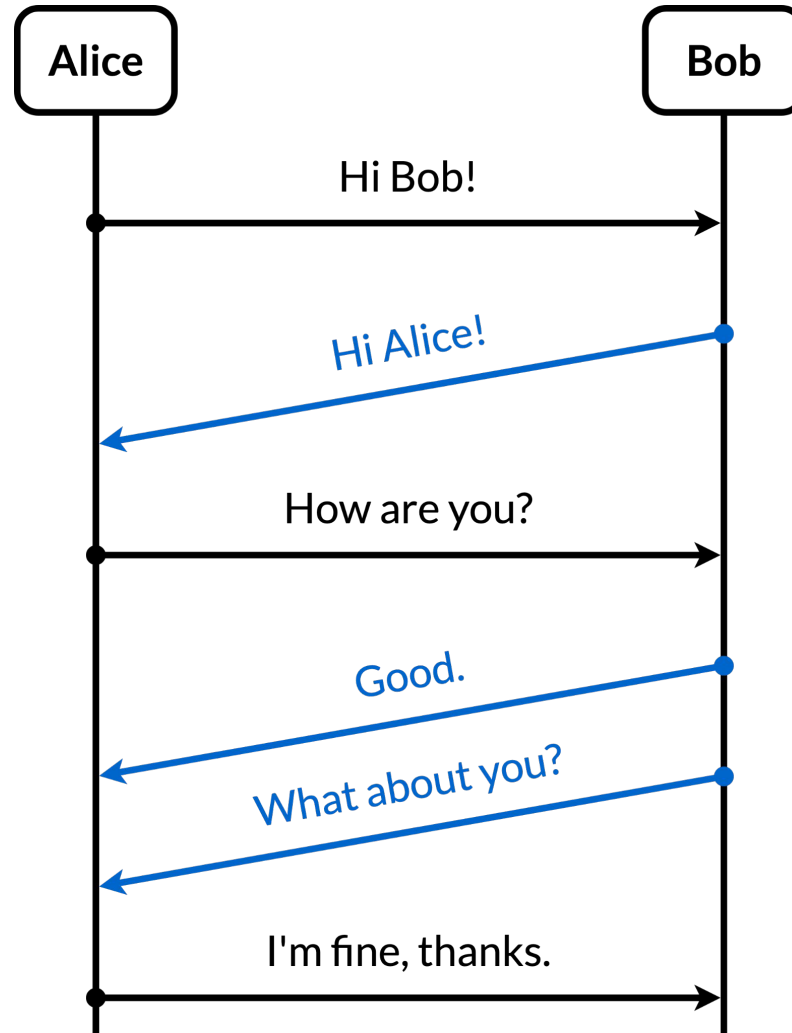 Alice
Bob
Hi Bob!
Hi Alice!
How are you?
Good.
What about you?
I'm fine, thanks.